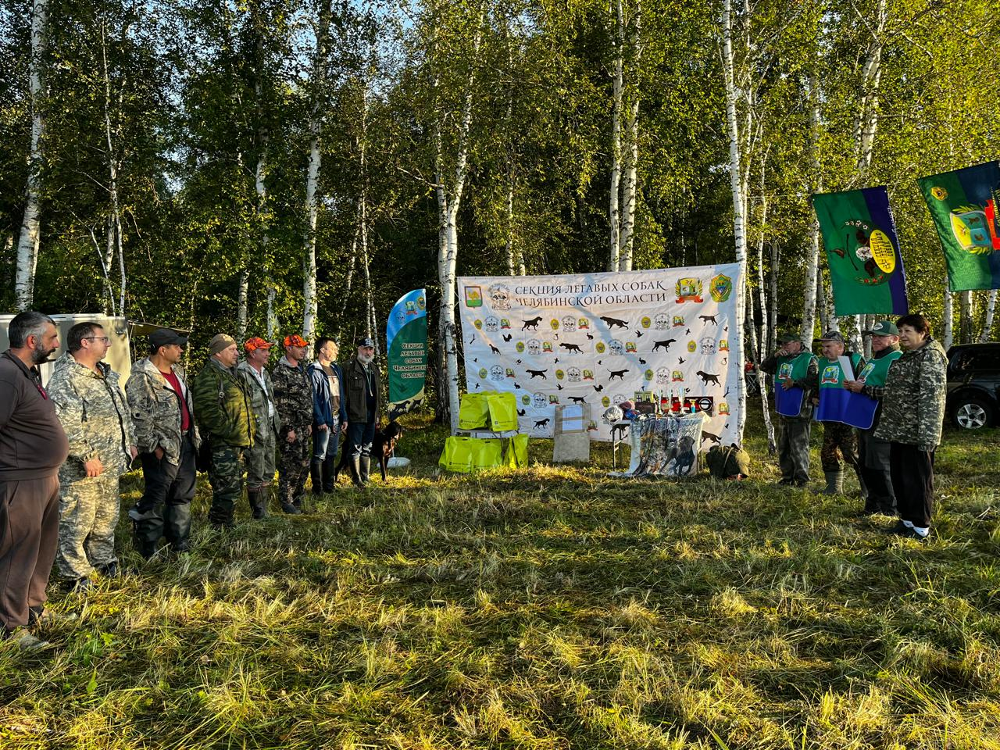 СЕКЦИЯ ЛЕГАВЫХ СОБАК
ЧЕЛЯБИНСКОЙ ОБЛАСТИ
Секция
легавых
собак
Челябинской
области